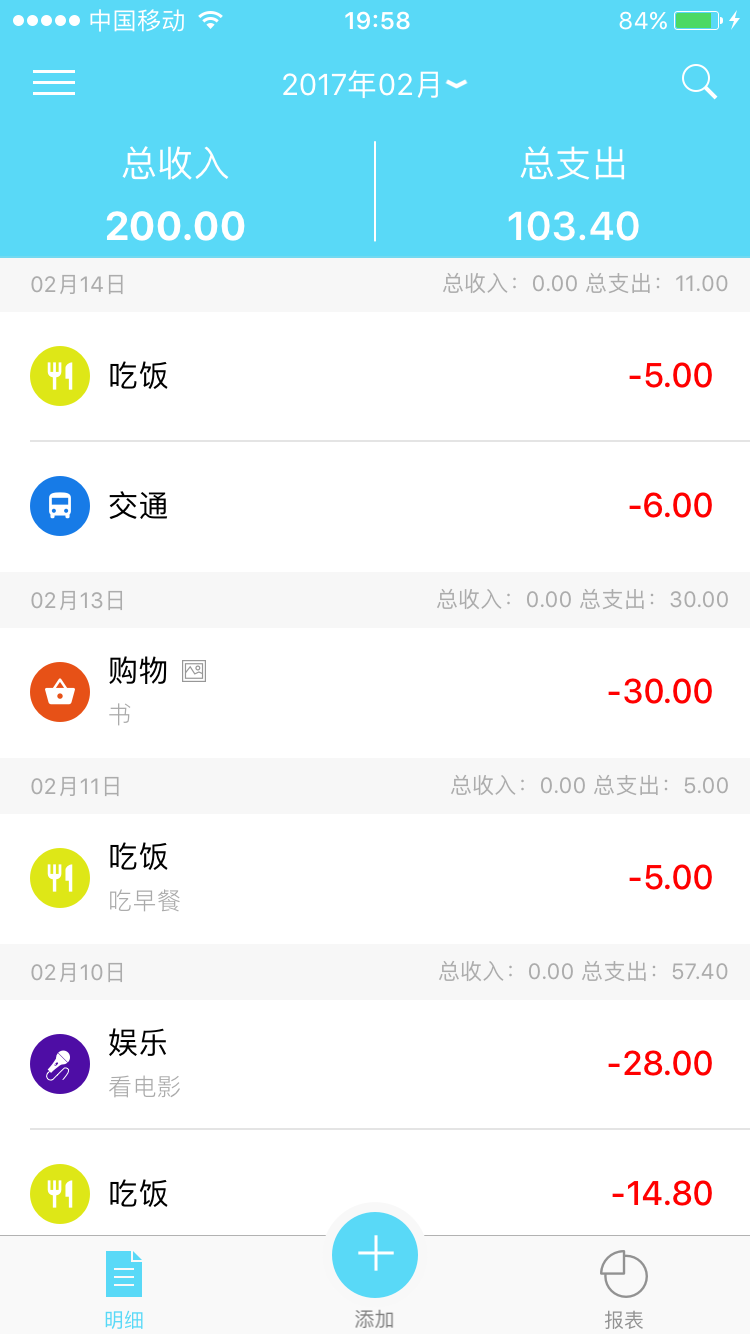 中国移动 19:58 84%
2017年02月
总收入 总支出
200.00 103.40
02月14日 总收入：0.00 总支出：11.00
吃饭 -5.00
交通 -6.00
02月13日 总收入：0.00 总支出：30.00
购物 -30.00
书
02月11日 总收入：0.00 总支出：5.00
吃饭 -5.00
吃早餐
02月10日 总收入：0.00 总支出：57.40
娱乐 -28.00
看电影
吃饭 -14.80
明细 添加 报表